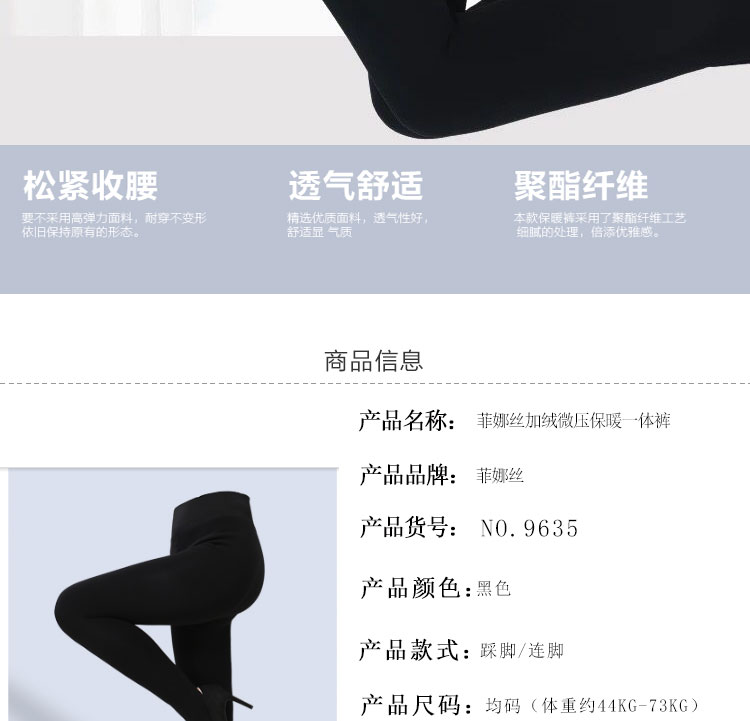 松紧收腰
要不采用高弹力面料，耐穿不变形
依旧保持原有的形态。
透气舒适
精选优质面料，透气性好，
舒适显 气质
聚酯纤维
本款保暖裤采用了聚酯纤维工艺
细腻的处理，倍添优雅感。
商品信息
产品名称： 菲娜丝加绒微压保暖一体裤
产品品牌： 菲娜丝
产品货号： NO.9635
产品颜色：黑色
产品款式：踩脚/连脚
产品尺码：均码（体重约44KG-73KG）